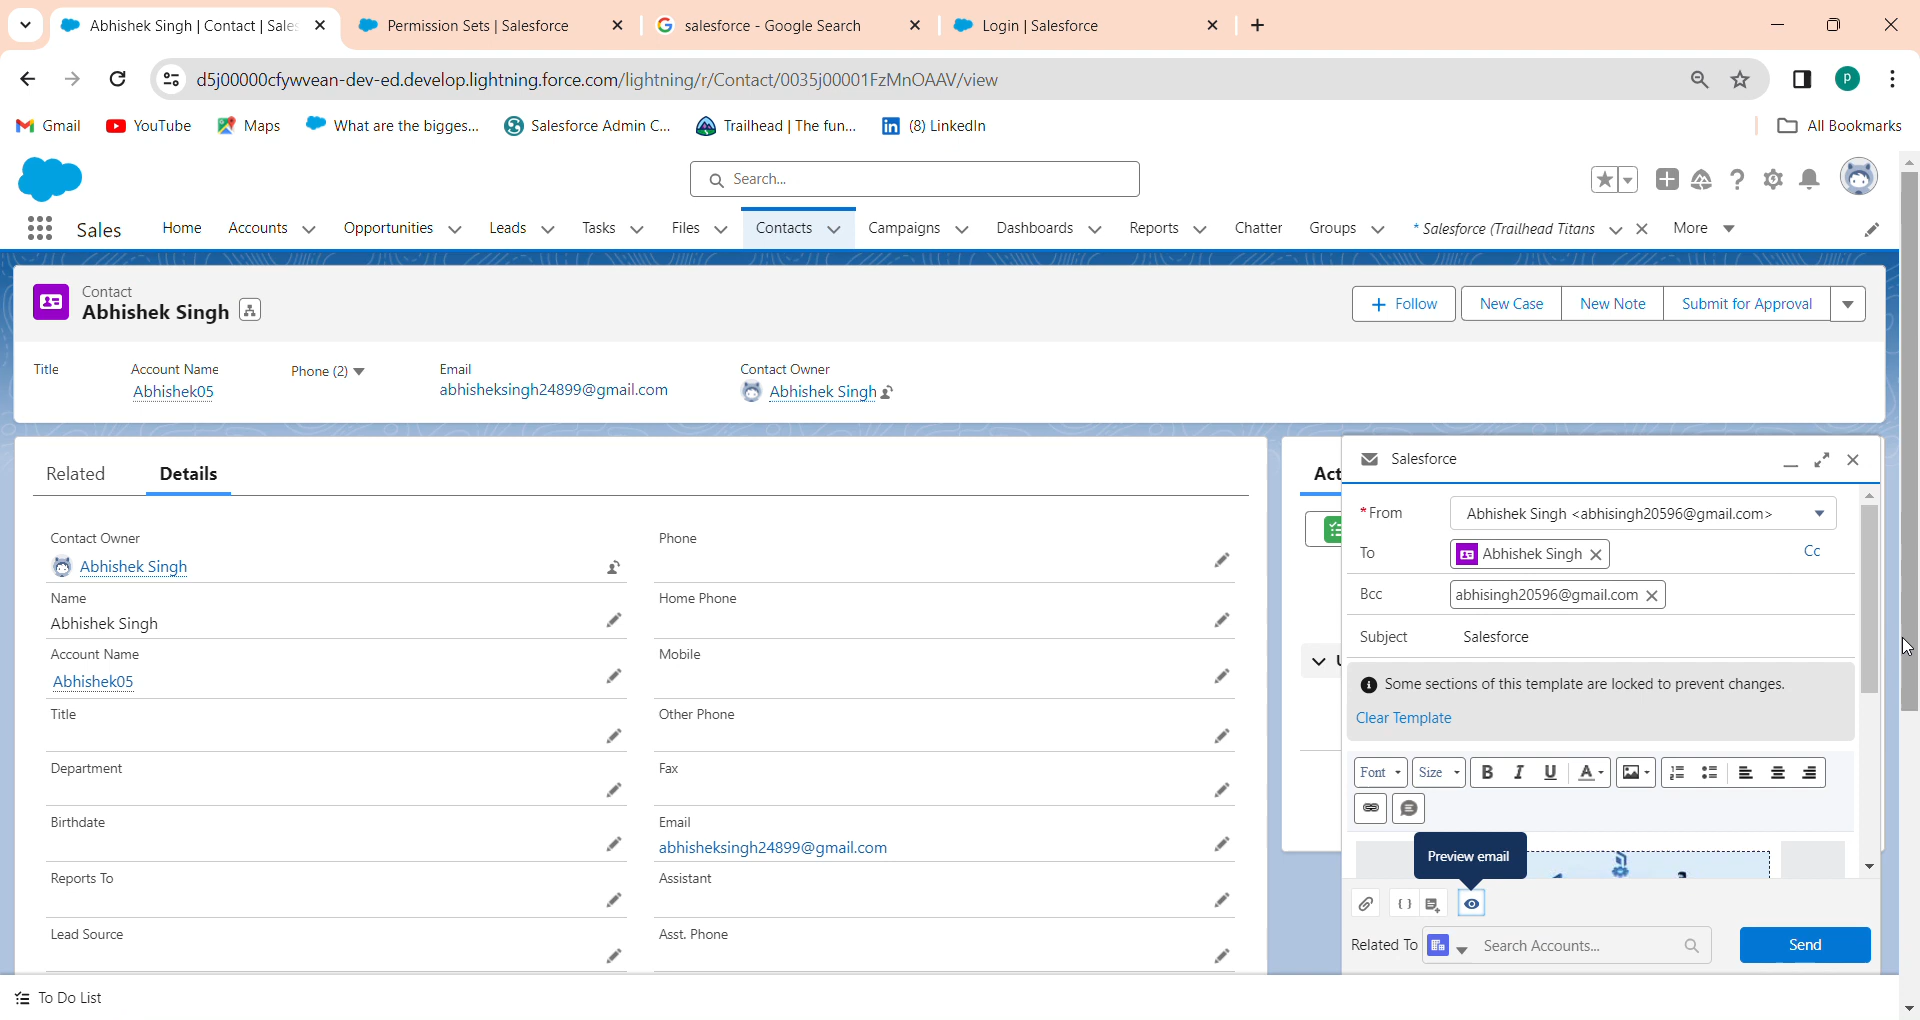 Abhishek Singh | Contact | Sales
Permission Sets | Salesforce
salesforce - Google Search
Login | Salesforce
d5j00000cfywvean-dev-ed.develop.lightning.force.com/lightning/r/Contact/0035j00001FzMnOAAV/view
P
Gmail
YouTube
Maps
What are the bigges...
Salesforce Admin C...
Trailhead | The fun...
(8) LinkedIn
All Bookmarks
Search...
Sales
Home
Accounts
Opportunities
Leads
Tasks
Files
Contacts
Campaigns
Dashboards
Reports
Chatter
Groups
* Salesforce (Trailhead Titans
More
Contact
Abhishek Singh
+ Follow
New Case
New Note
Submit for Approval
Title
Account Name
Abhishek05
Phone (2)
Email
abhisheksingh24899@gmail.com
Contact Owner
Abhishek Singh
Related
Details
Contact Owner
Abhishek Singh
Name
Abhishek Singh
Account Name
Abhishek05
Title
Department
Birthdate
Reports To
Lead Source
Phone
Home Phone
Mobile
Other Phone
Fax
Email
abhisheksingh24899@gmail.com
Assistant
Asst. Phone
Act
Salesforce
* From
Abhishek Singh <abhisingh20596@gmail.com>
To
Abhishek Singh
Cc
Bcc
abhisingh20596@gmail.com
Subject
Salesforce
Some sections of this template are locked to prevent changes.
Clear Template
Font
Size
B
I
U
A
Preview email
{ }
Related To
Search Accounts...
Send
To Do List